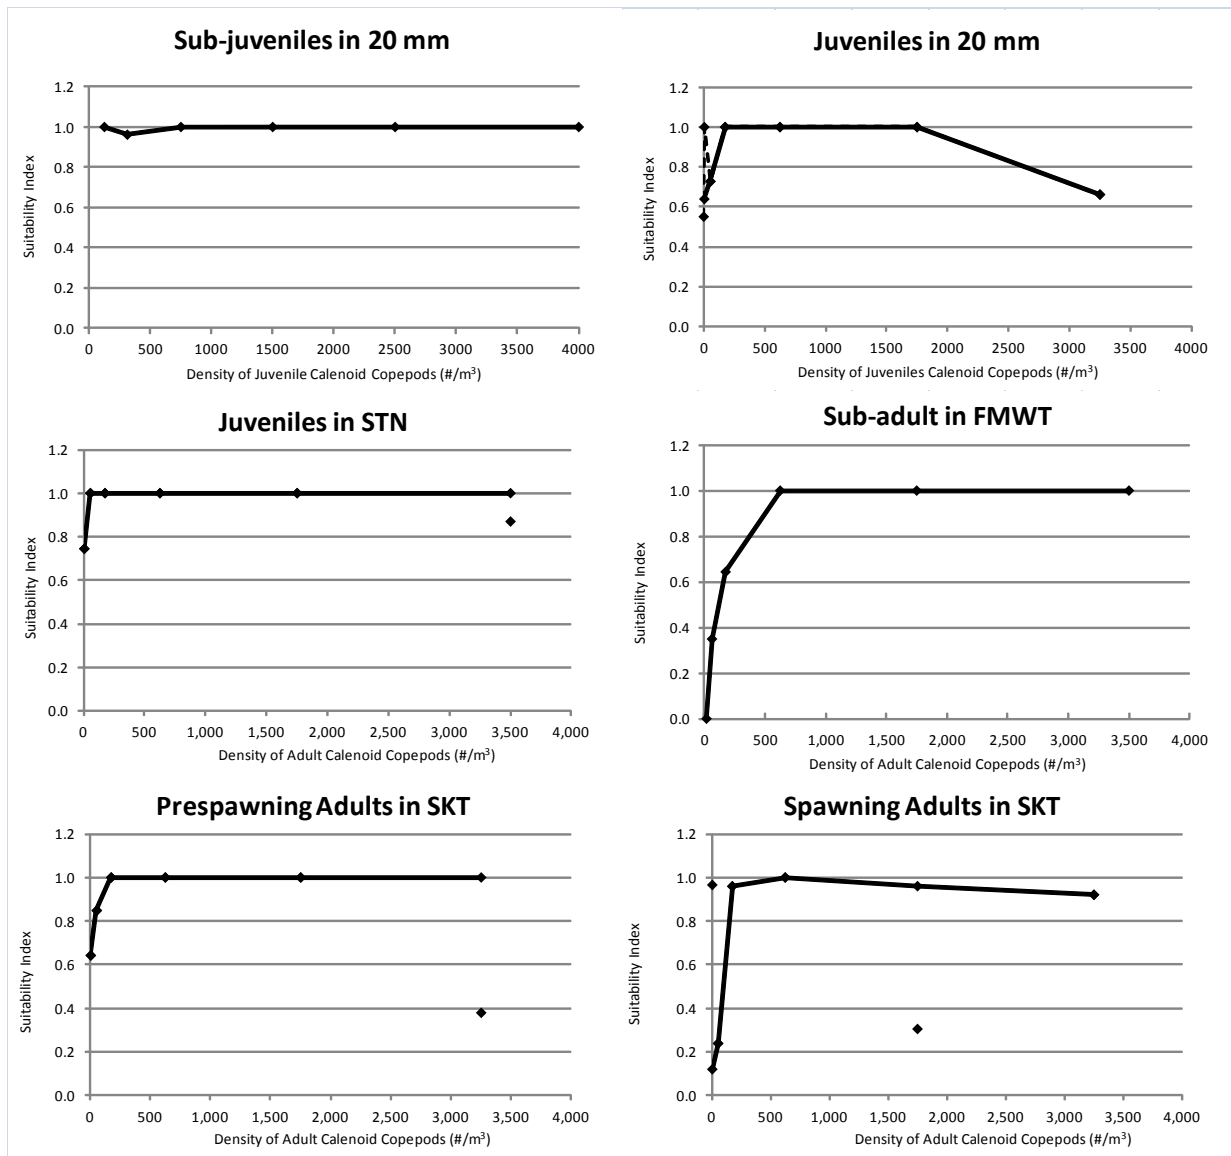 Sub-juveniles in 20 mm
1.2
1.0
0.8
0.6
0.4
0.2
0.0
Suitability Index
0 500 1000 1500 2000 2500 3000 3500 4000
Density of Juvenile Calenoid Copepods (#/m³)
Juveniles in 20 mm
1.2
1.0
0.8
0.6
0.4
0.2
0.0
Suitability Index
0 500 1000 1500 2000 2500 3000 3500 4000
Density of Juveniles Calenoid Copepods (#/m³)
Juveniles in STN
1.2
1.0
0.8
0.6
0.4
0.2
0.0
Suitability Index
0 500 1,000 1,500 2,000 2,500 3,000 3,500 4,000
Density of Adult Calenoid Copepods (#/m³)
Sub-adult in FMWT
1.2
1.0
0.8
0.6
0.4
0.2
0.0
Suitability Index
0 500 1,000 1,500 2,000 2,500 3,000 3,500 4,000
Density of Adult Calenoid Copepods (#/m³)
Prespawning Adults in SKT
1.2
1.0
0.8
0.6
0.4
0.2
0.0
Suitability Index
0 500 1,000 1,500 2,000 2,500 3,000 3,500 4,000
Density of Adult Calenoid Copepods (#/m³)
Spawning Adults in SKT
1.2
1.0
0.8
0.6
0.4
0.2
0.0
Suitability Index
0 500 1,000 1,500 2,000 2,500 3,000 3,500 4,000
Density of Adult Calenoid Copepods (#/m³)